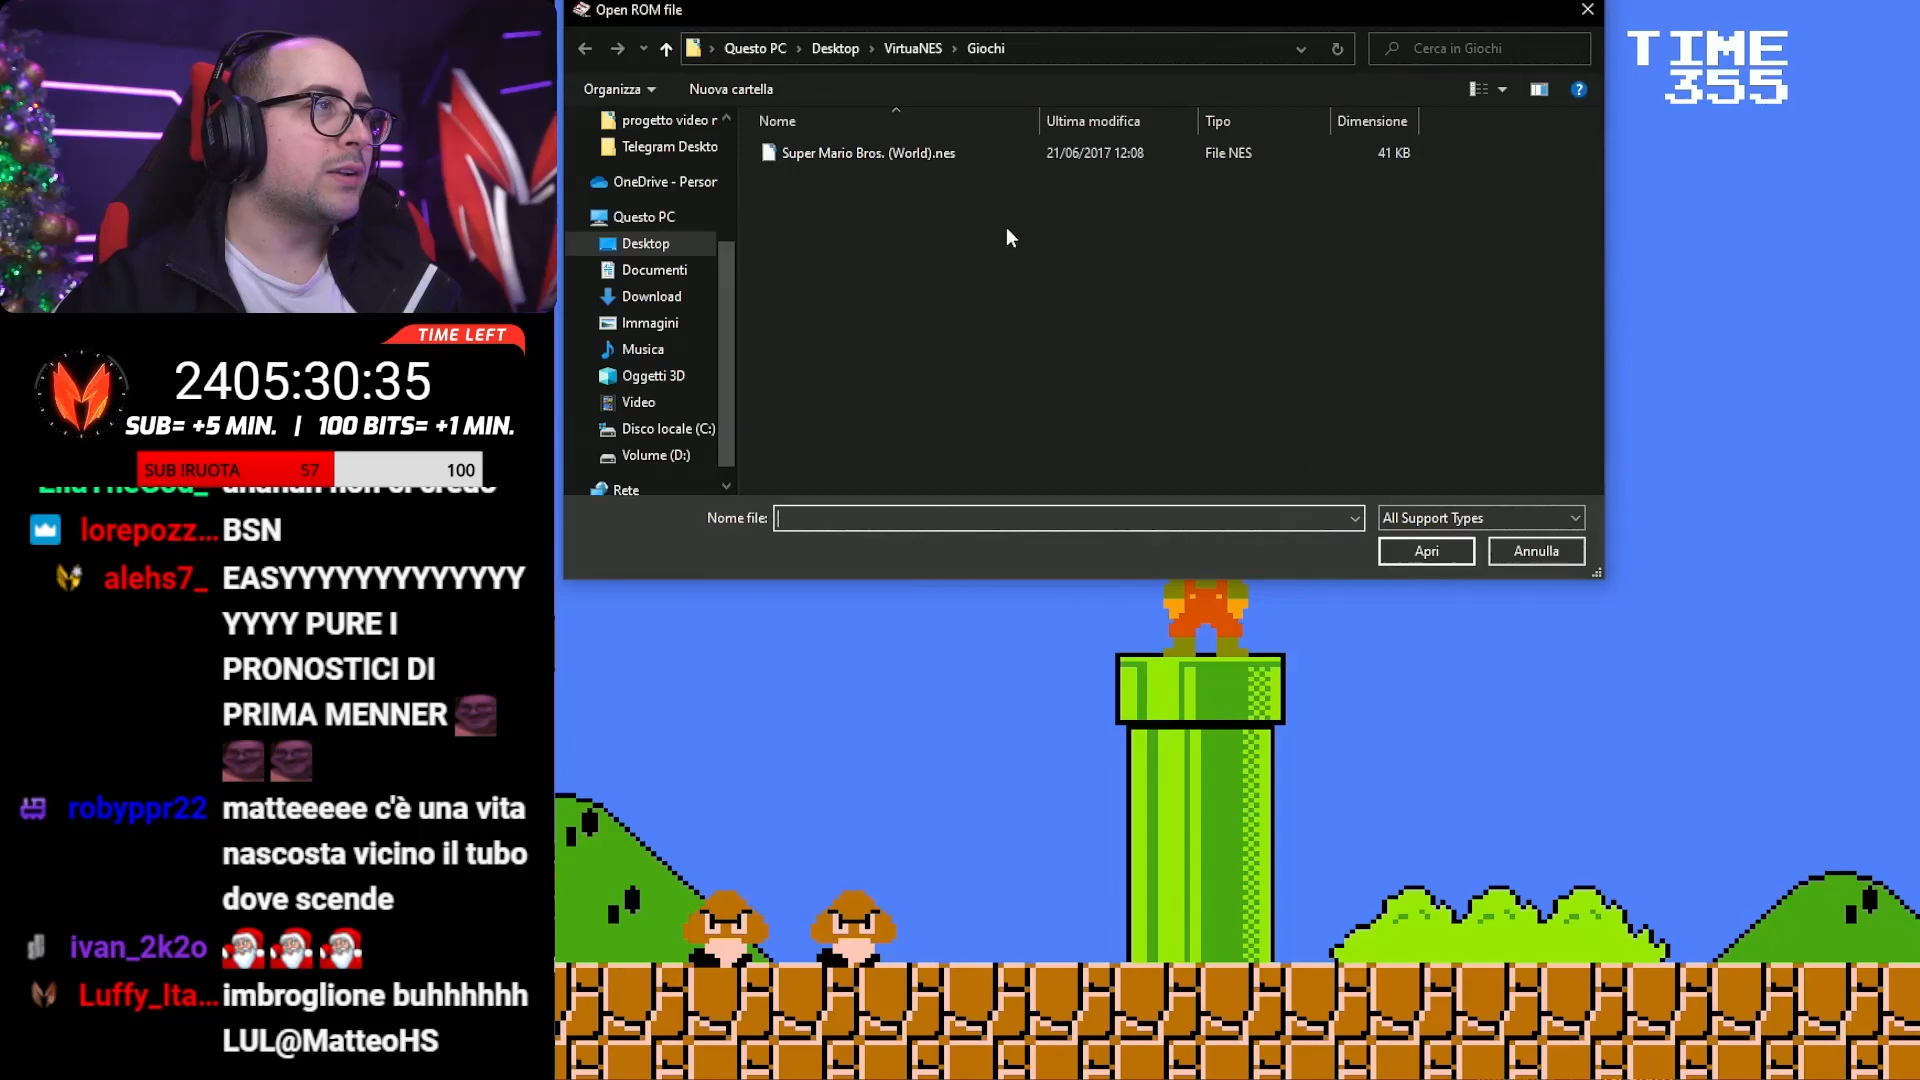 Open ROM file
Questo PC > Desktop > VirtuaNES > Giochi
Cerca in Giochi
Organizza
Nuova cartella
Nome
Ultima modifica
Tipo
Dimensione
Super Mario Bros. (World).nes
21/06/2017 12:08
File NES
41 KB
progetto video r
Telegram Deskto
OneDrive - Person
Questo PC
Desktop
Documenti
Download
Immagini
Musica
Oggetti 3D
Video
Disco locale (C:)
Volume (D:)
Rete
Nome file:
All Support Types
Apri
Annulla
TIME
355
TIME LEFT
2405:30:35
SUB= +5 MIN. | 100 BITS= +1 MIN.
SUB IRUOTA 57 100
lorepozz... BSN
alehs7_ EASYYYYYYYYYYYYY
YYYY PURE I
PRONOSTICI DI
PRIMA MENNER
robyppr22 matteeeee c'è una vita
nascosta vicino il tubo
dove scende
ivan_2k2o
Luffy_Ita... imbroglione buhhhhhh
LUL@MatteoHS